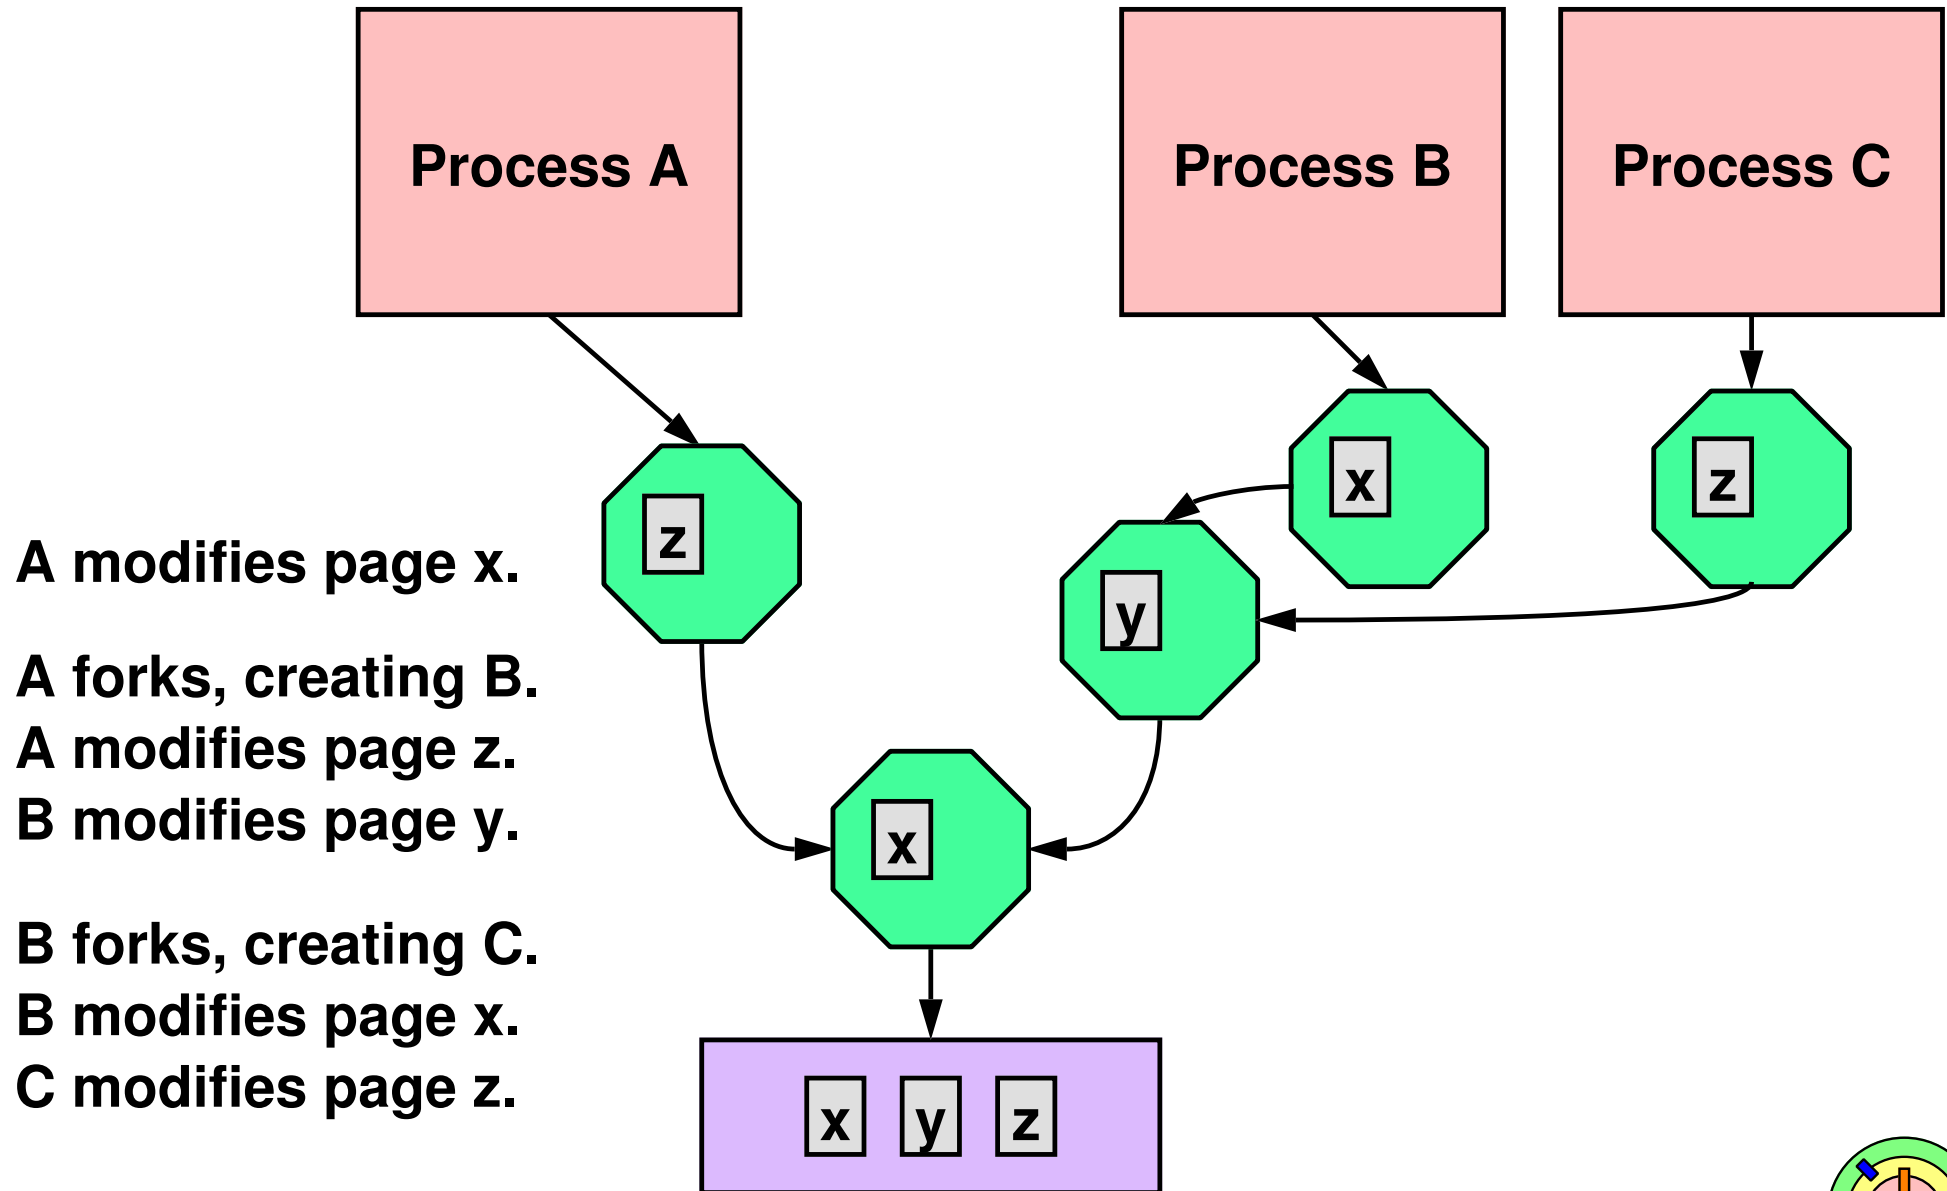 Process A
Process B
Process C
x
z
z
y
A modifies page x.
A forks, creating B.
A modifies page z.
B modifies page y.
x
B forks, creating C.
B modifies page x.
C modifies page z.
x y z